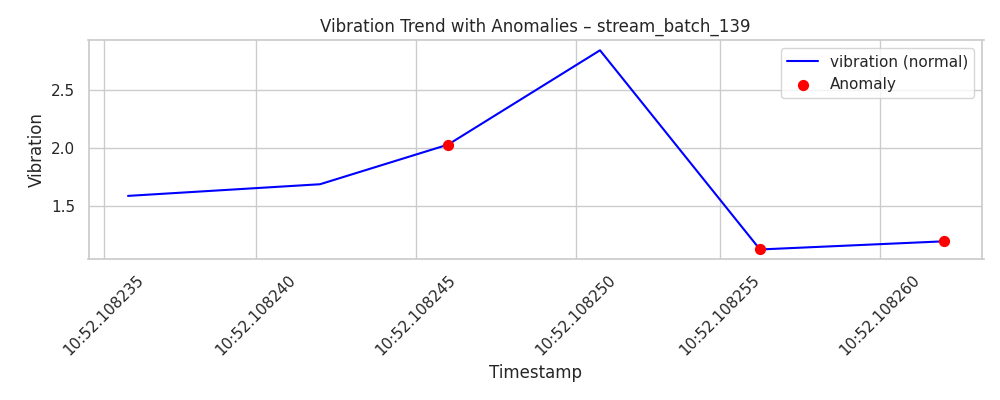 Vibration Trend with Anomalies – stream_batch_139
vibration (normal)
Anomaly
Vibration
2.5
2.0
1.5
10:52.108235
10:52.108240
10:52.108245
10:52.108250
10:52.108255
10:52.108260
Timestamp